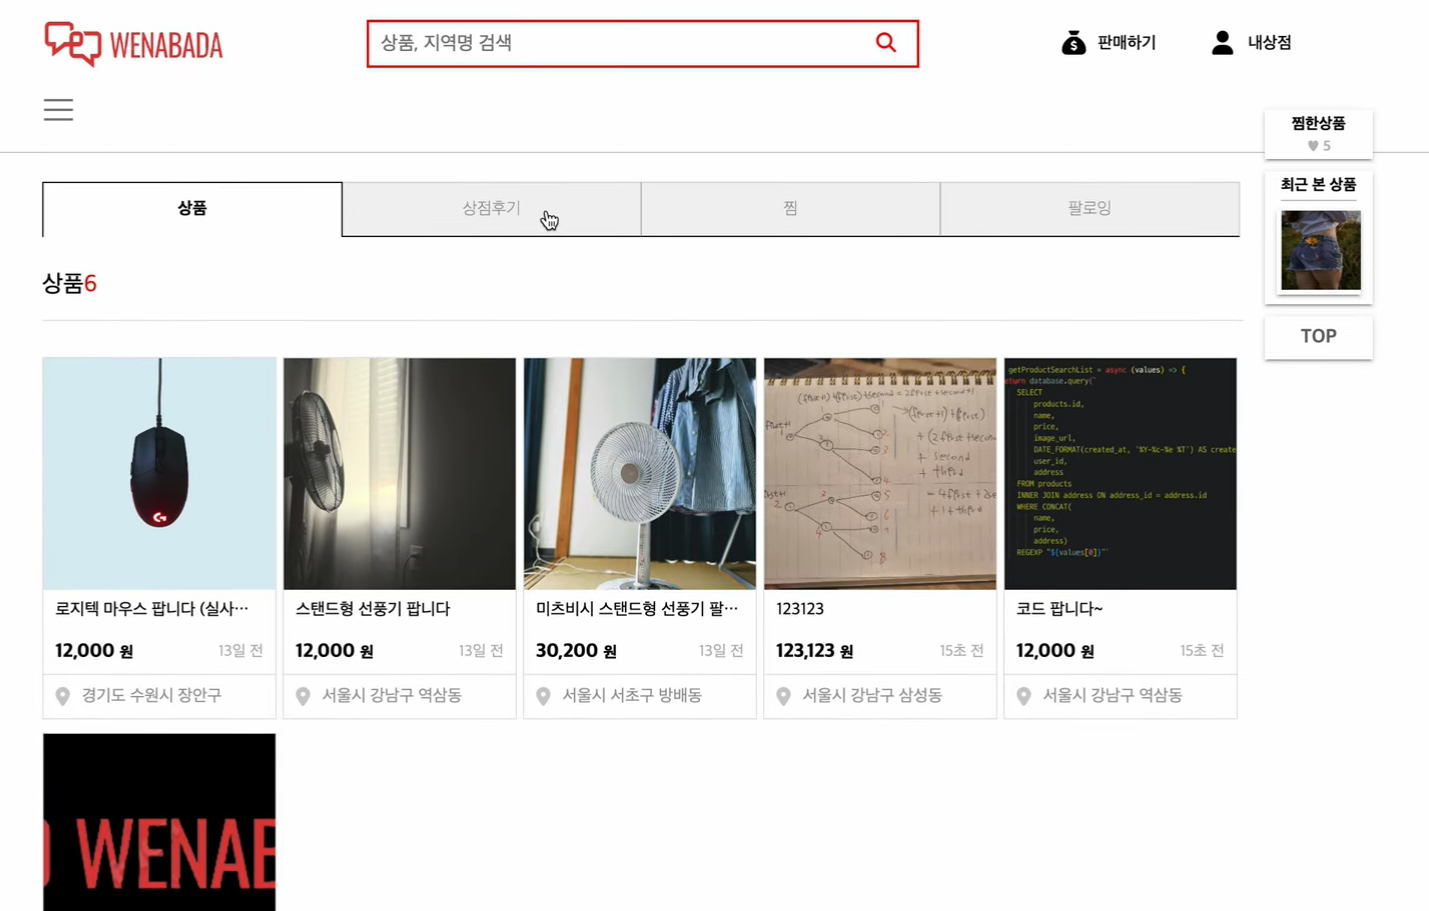 WENABADA
상품, 지역명 검색
판매하기
내상점
찜한상품
5
최근 본 상품
TOP
상품
상점후기
찜
팔로잉
상품6
getProductSearchList = async (values) => {
return database.query(`
SELECT
products.id,
name,
price,
image_url,
DATE_FORMAT(created_at, '%Y-%c-%e %T') AS create
user_id,
address
FROM products
INNER JOIN address ON address_id = address.id
WHERE CONCAT(
name,
price,
address)
REGEXP "${values[0]}"`
로지텍 마우스 팝니다 (실사···
12,000 원
13일 전
경기도 수원시 장안구
스탠드형 선풍기 팝니다
12,000 원
13일 전
서울시 강남구 역삼동
미츠비시 스탠드형 선풍기 팔···
30,200 원
13일 전
서울시 서초구 방배동
123123
123,123 원
15초 전
서울시 강남구 삼성동
코드 팝니다~
12,000 원
15초 전
서울시 강남구 역삼동
WENAB